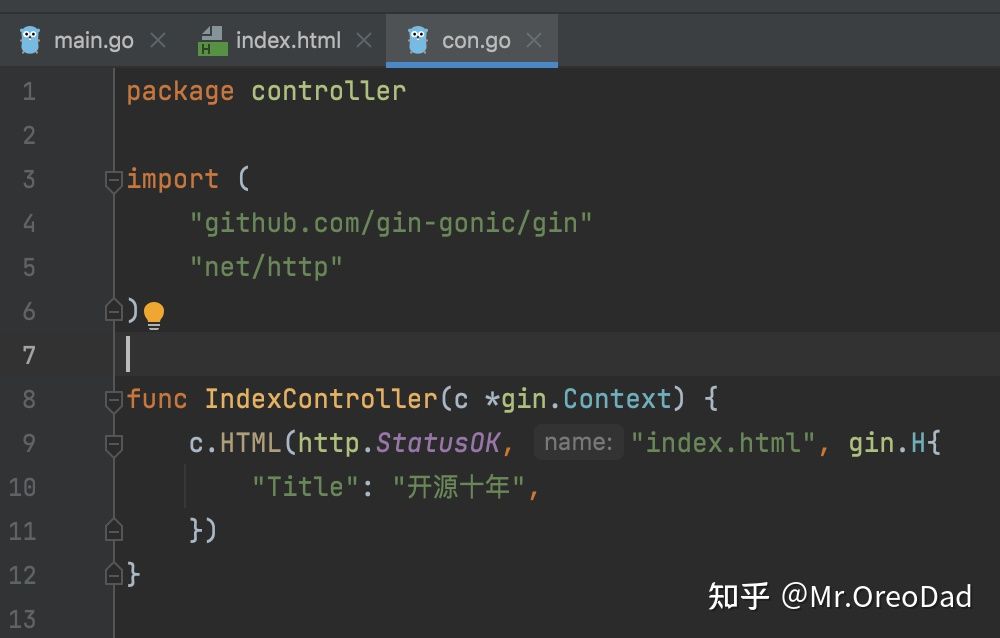 main.go index.html con.go
1 package controller
2
3 import (
4 "github.com/gin-gonic/gin"
5 "net/http"
6 )
7
8 func IndexController(c *gin.Context) {
9 c.HTML(http.StatusOK, name: "index.html", gin.H{
10 "Title": "开源十年",
11 })
12 }
13
知乎 @Mr.OreoDad